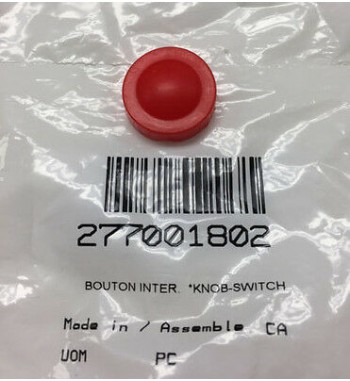 277001802
BOUTON INTER. *KNOB-SWITCH
Made in / Assemble CA
UOM PC